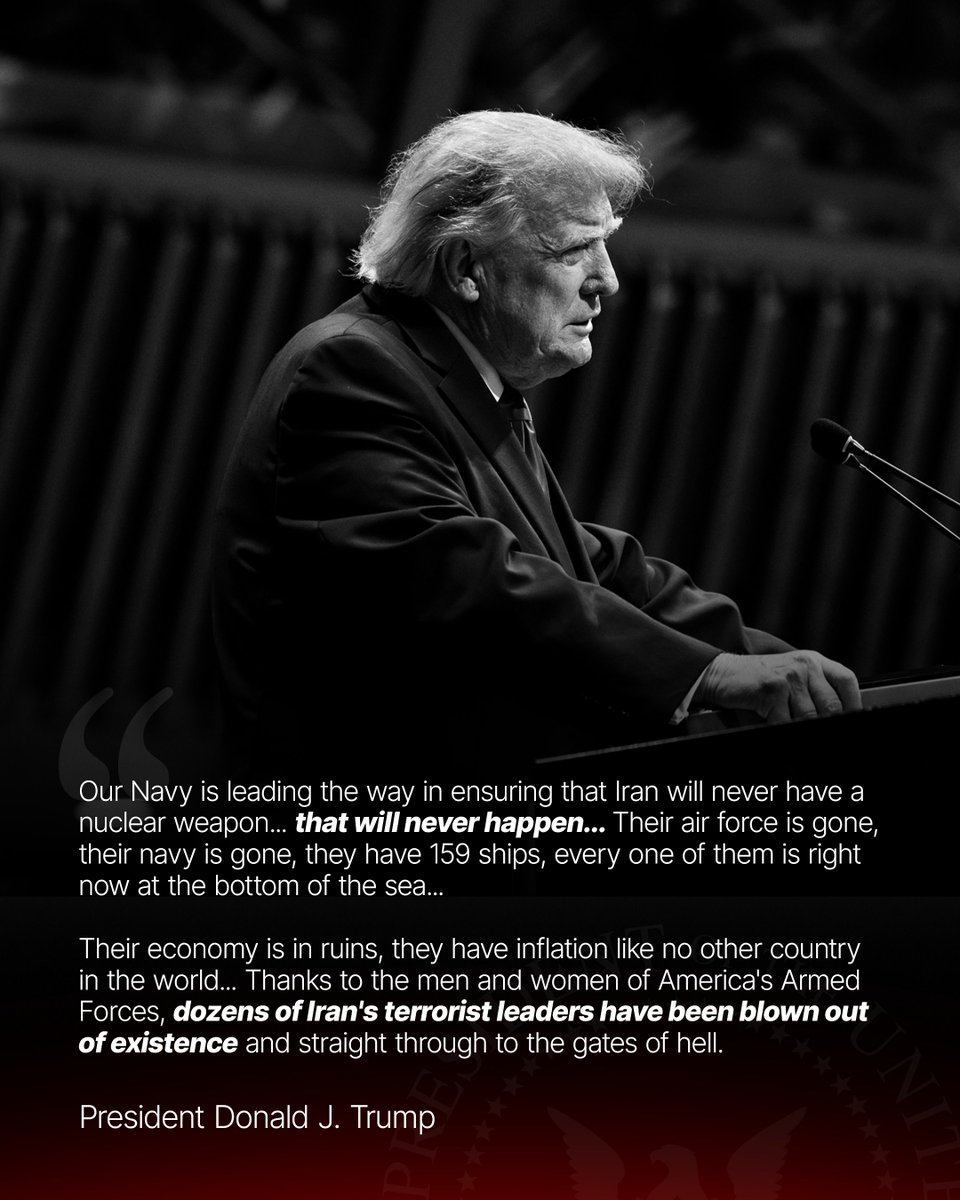 “
Our Navy is leading the way in ensuring that Iran will never have a
nuclear weapon... that will never happen... Their air force is gone,
their navy is gone, they have 159 ships, every one of them is right
now at the bottom of the sea...
Their economy is in ruins, they have inflation like no other country
in the world... Thanks to the men and women of America's Armed
Forces, dozens of Iran's terrorist leaders have been blown out
of existence and straight through to the gates of hell.
President Donald J. Trump